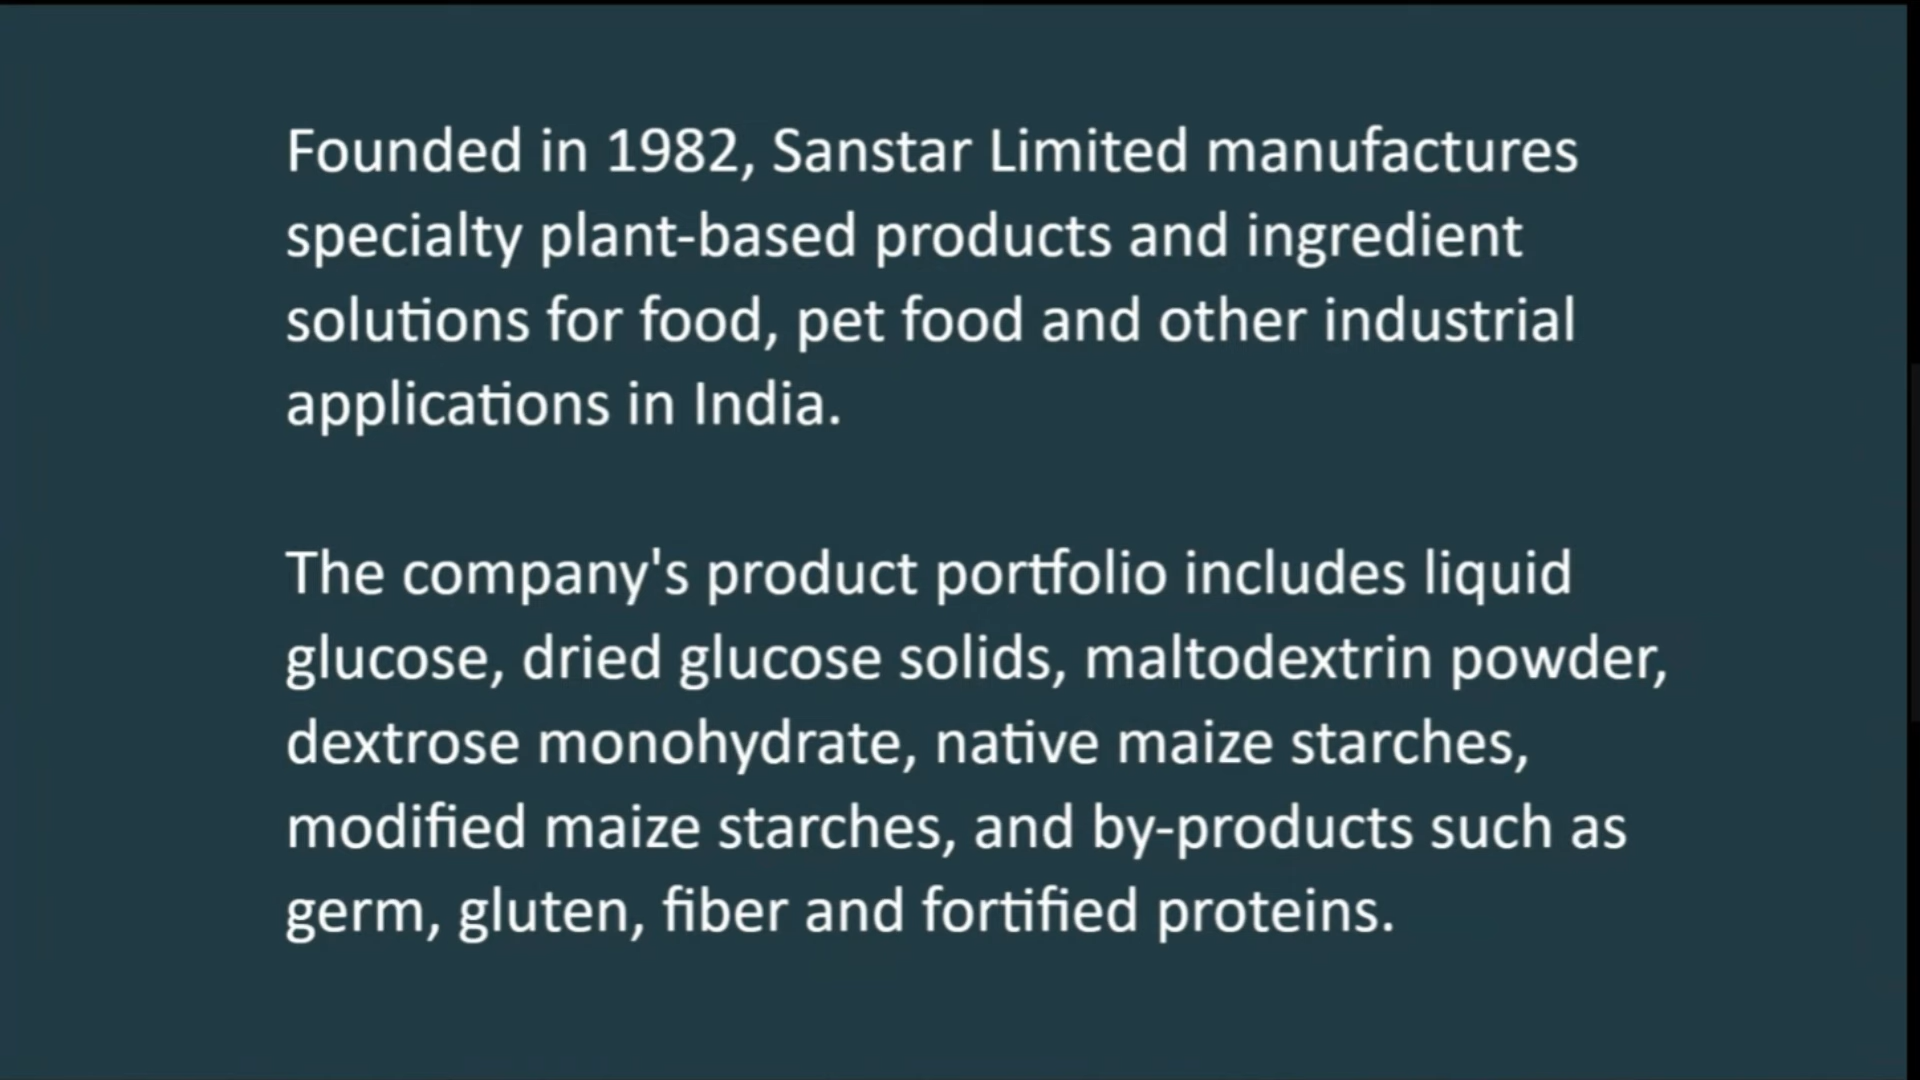 Founded in 1982, Sanstar Limited manufactures
specialty plant-based products and ingredient
solutions for food, pet food and other industrial
applications in India.
The company's product portfolio includes liquid
glucose, dried glucose solids, maltodextrin powder,
dextrose monohydrate, native maize starches,
modified maize starches, and by-products such as
germ, gluten, fiber and fortified proteins.